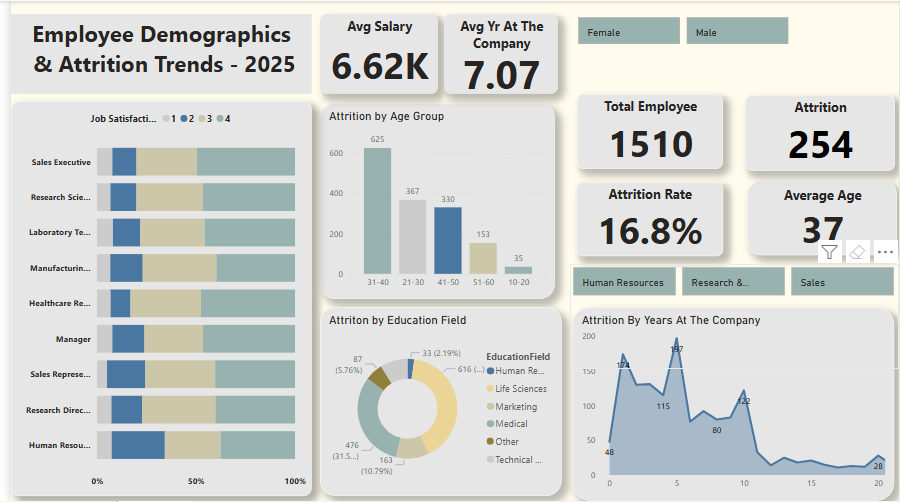 Employee Demographics
& Attrition Trends - 2025
Avg Salary
6.62K
Avg Yr At The
Company
7.07
Female
Male
Total Employee
1510
Attrition
254
Attrition Rate
16.8%
Average Age
37
Job Satisfacti... 1 2 3 4
Sales Executive
Research Scie...
Laboratory Te...
Manufacturin...
Healthcare Re...
Manager
Sales Represe...
Research Direc...
Human Resou...
0% 50% 100%
Attrition by Age Group
600
400
200
0
625
367
330
153
35
31-40 21-30 41-50 51-60 10-20
Attriton by Education Field
33 (2.19%)
616 (...)
163
(10.79%)
476
(31.5...)
87
(5.76%)
EducationField
Human Re...
Life Sciences
Marketing
Medical
Other
Technical ...
Human Resources
Research &...
Sales
Attrition By Years At The Company
200
150
100
50
0
48
174
115
197
80
122
28
0 5 10 15 20